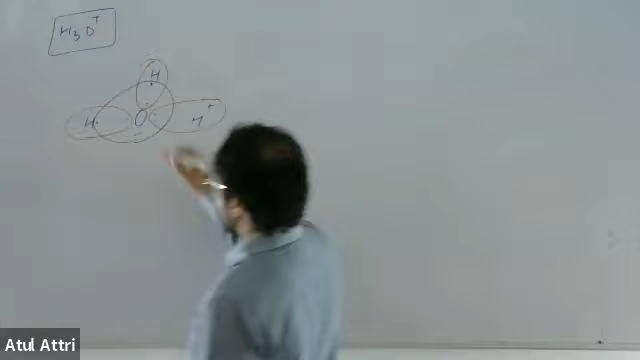 H3O+
H
H O H+
Atul Attri